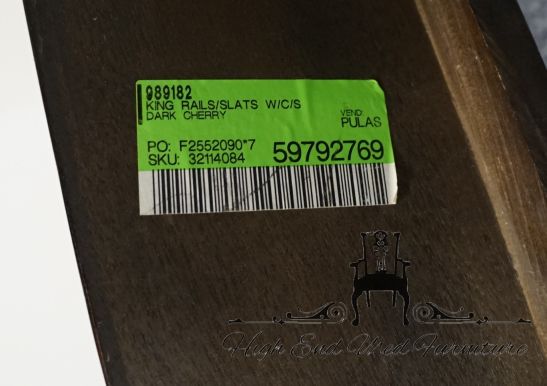 989182
KING RAILS/SLATS W/C/S
DARK CHERRY
VEND:
PULAS
PO: F2552090"7
SKU: 32114084
59792769
High End Used Furniture